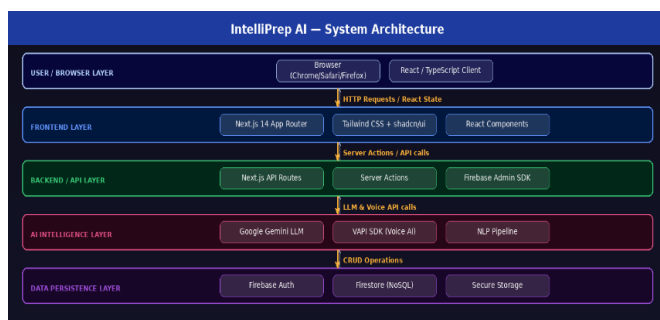 IntelliPrep AI — System Architecture
USER / BROWSER LAYER
Browser
(Chrome/Safari/Firefox)
React / TypeScript Client
HTTP Requests / React State
FRONTEND LAYER
Next.js 14 App Router
Tailwind CSS + shadcn/ui
React Components
Server Actions / API calls
BACKEND / API LAYER
Next.js API Routes
Server Actions
Firebase Admin SDK
LLM & Voice API calls
AI INTELLIGENCE LAYER
Google Gemini LLM
VAPI SDK (Voice AI)
NLP Pipeline
CRUD Operations
DATA PERSISTENCE LAYER
Firebase Auth
Firestore (NoSQL)
Secure Storage